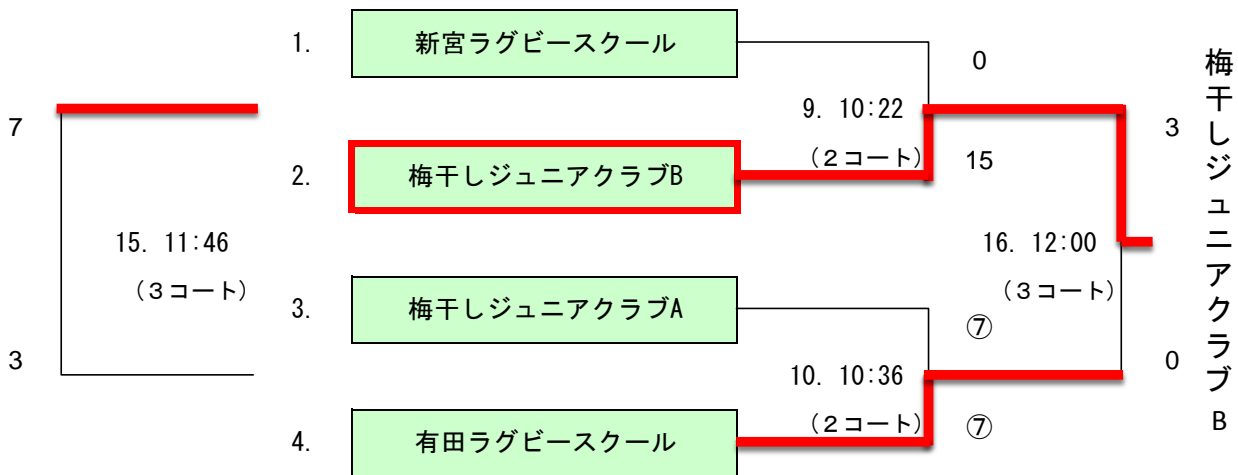 1.
新宮ラグビースクール
0
9. 10:22
（２コート）
7
3
2.
梅干しジュニアクラブB
15
15. 11:46
（３コート）
16. 12:00
（３コート）
3.
梅干しジュニアクラブA
⑦
3
0
10. 10:36
（２コート）
4.
有田ラグビースクール
⑦
梅干しジュニアクラブB